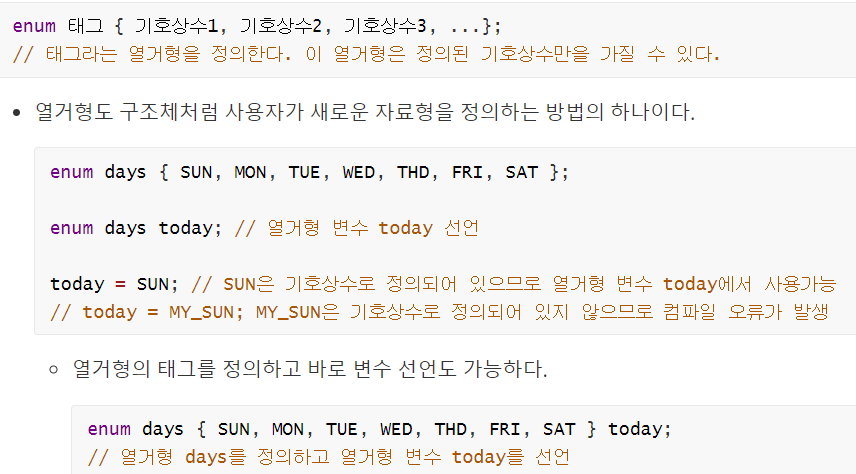 enum 태그 { 기호상수1, 기호상수2, 기호상수3, ...};
// 태그라는 열거형을 정의한다. 이 열거형은 정의된 기호상수만을 가질 수 있다.
• 열거형도 구조체처럼 사용자가 새로운 자료형을 정의하는 방법의 하나이다.
enum days { SUN, MON, TUE, WED, THD, FRI, SAT };
enum days today; // 열거형 변수 today 선언
today = SUN; // SUN은 기호상수로 정의되어 있으므로 열거형 변수 today에서 사용가능
// today = MY_SUN; MY_SUN은 기호상수로 정의되어 있지 않으므로 컴파일 오류가 발생
◦ 열거형의 태그를 정의하고 바로 변수 선언도 가능하다.
enum days { SUN, MON, TUE, WED, THD, FRI, SAT } today;
// 열거형 days를 정의하고 열거형 변수 today를 선언